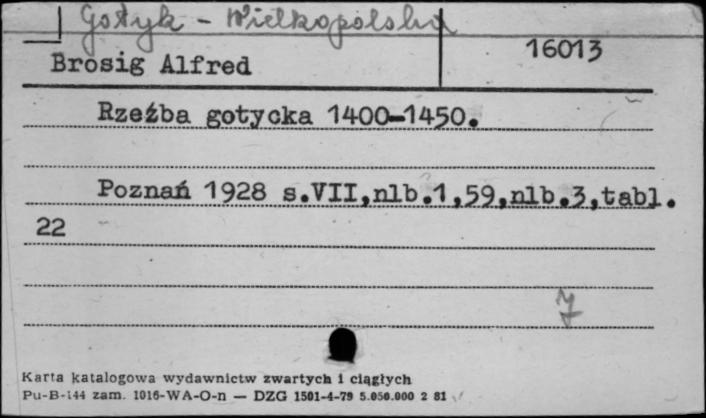 Gotyk - Wielkopolska
16013
Brosig Alfred
Rzeźba gotycka 1400-1450.
Poznań 1928 s.VII,nlb.1,59,nlb.3,tabl.
22
7
Karta katalogowa wydawnictw zwartych i ciągłych
Pu-B-144 zam. 1016-WA-O-n — DZG 1501-4-79 5.050.000 2 81